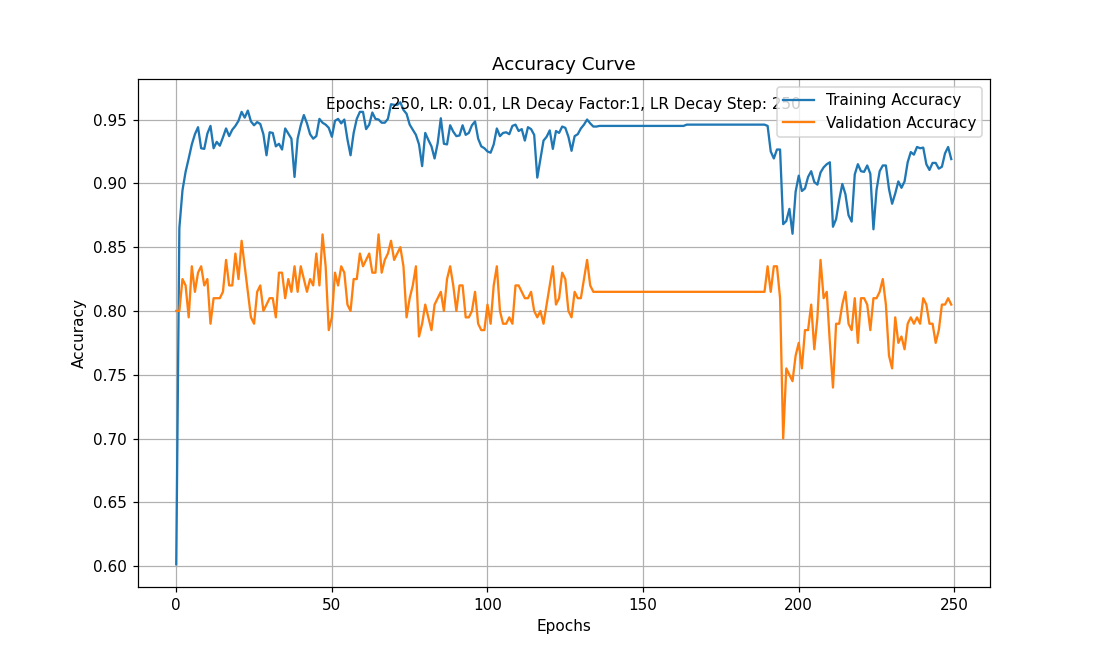 Accuracy Curve
Epochs: 250, LR: 0.01, LR Decay Factor:1, LR Decay Step: 250
Training Accuracy
Validation Accuracy
Accuracy
0.95
0.90
0.85
0.80
0.75
0.70
0.65
0.60
0
50
100
150
200
250
Epochs